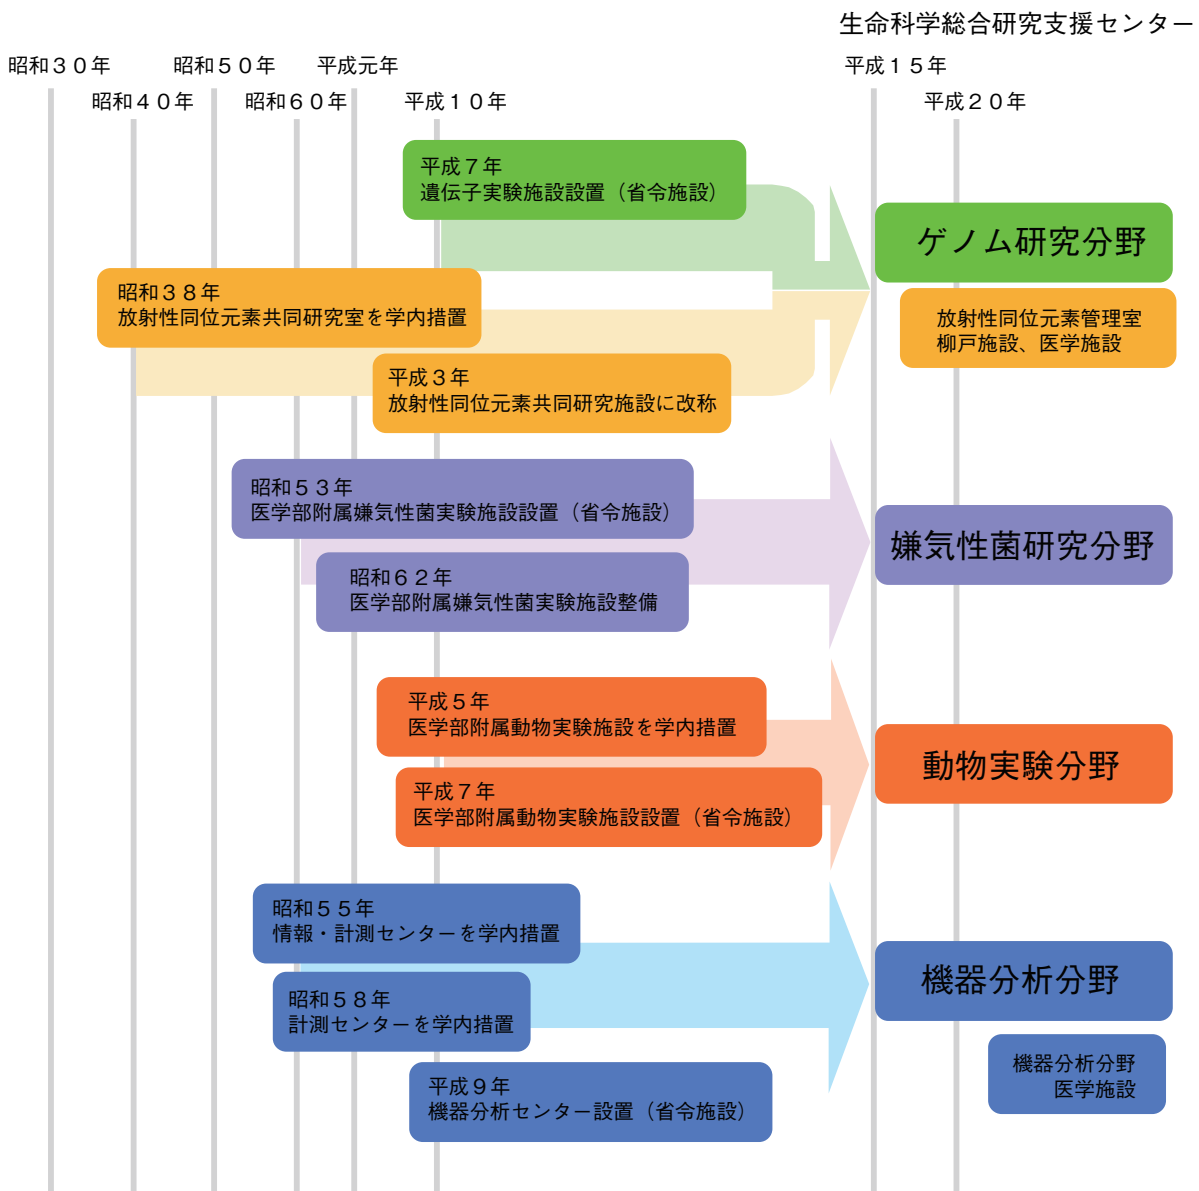 生命科学総合研究支援センター
昭和３０年
昭和５０年
平成元年
平成１５年
昭和４０年
昭和６０年
平成１０年
平成２０年
平成７年
遺伝子実験施設設置（省令施設）
ゲノム研究分野
昭和３８年
放射性同位元素共同研究室を学内措置
放射性同位元素管理室
柳戸施設、医学施設
平成３年
放射性同位元素共同研究施設に改称
昭和５３年
医学部附属嫌気性菌実験施設設置（省令施設）
嫌気性菌研究分野
昭和６２年
医学部附属嫌気性菌実験施設整備
平成５年
医学部附属動物実験施設を学内措置
動物実験分野
平成７年
医学部附属動物実験施設設置（省令施設）
昭和５５年
情報・計測センターを学内措置
機器分析分野
昭和５８年
計測センターを学内措置
機器分析分野
医学施設
平成９年
機器分析センター設置（省令施設）